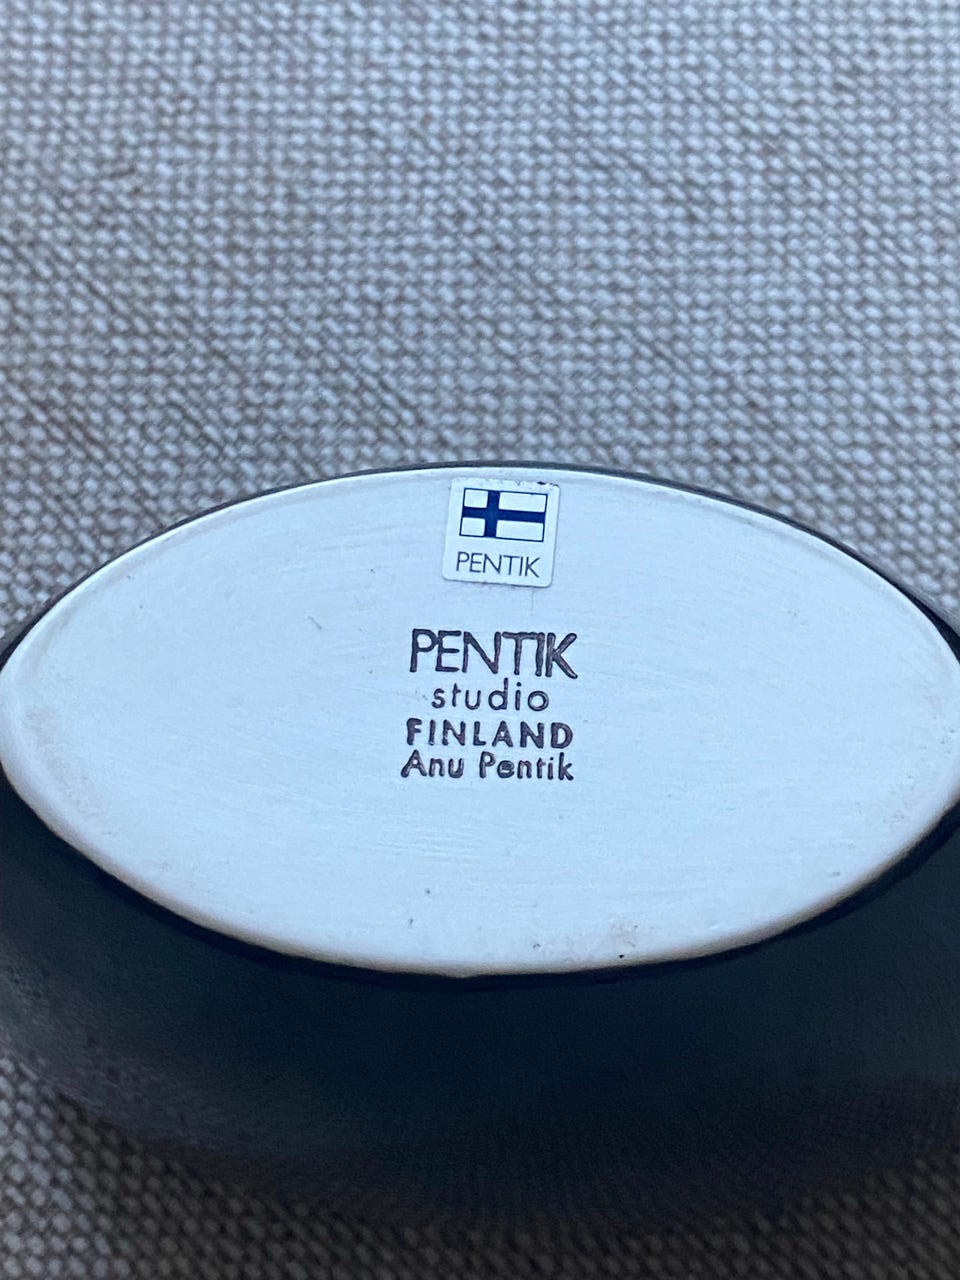 PENTIK
PENTIK
studio
FINLAND
Anu Pentik